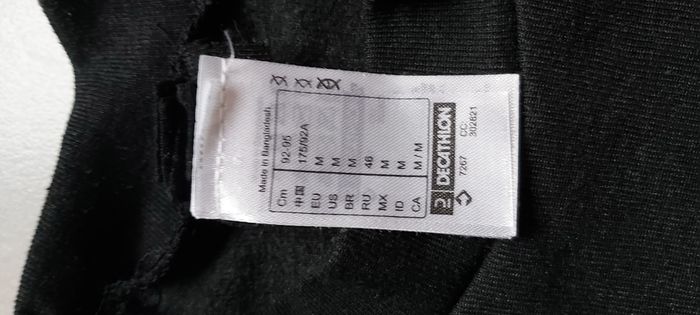 Made in Bangladesh
Cm 92-95
中国 175/92A
EU M
US M
BR M
RU 48
MX M
ID M
CA M / M
DECATHLON
7267 CC:
302821